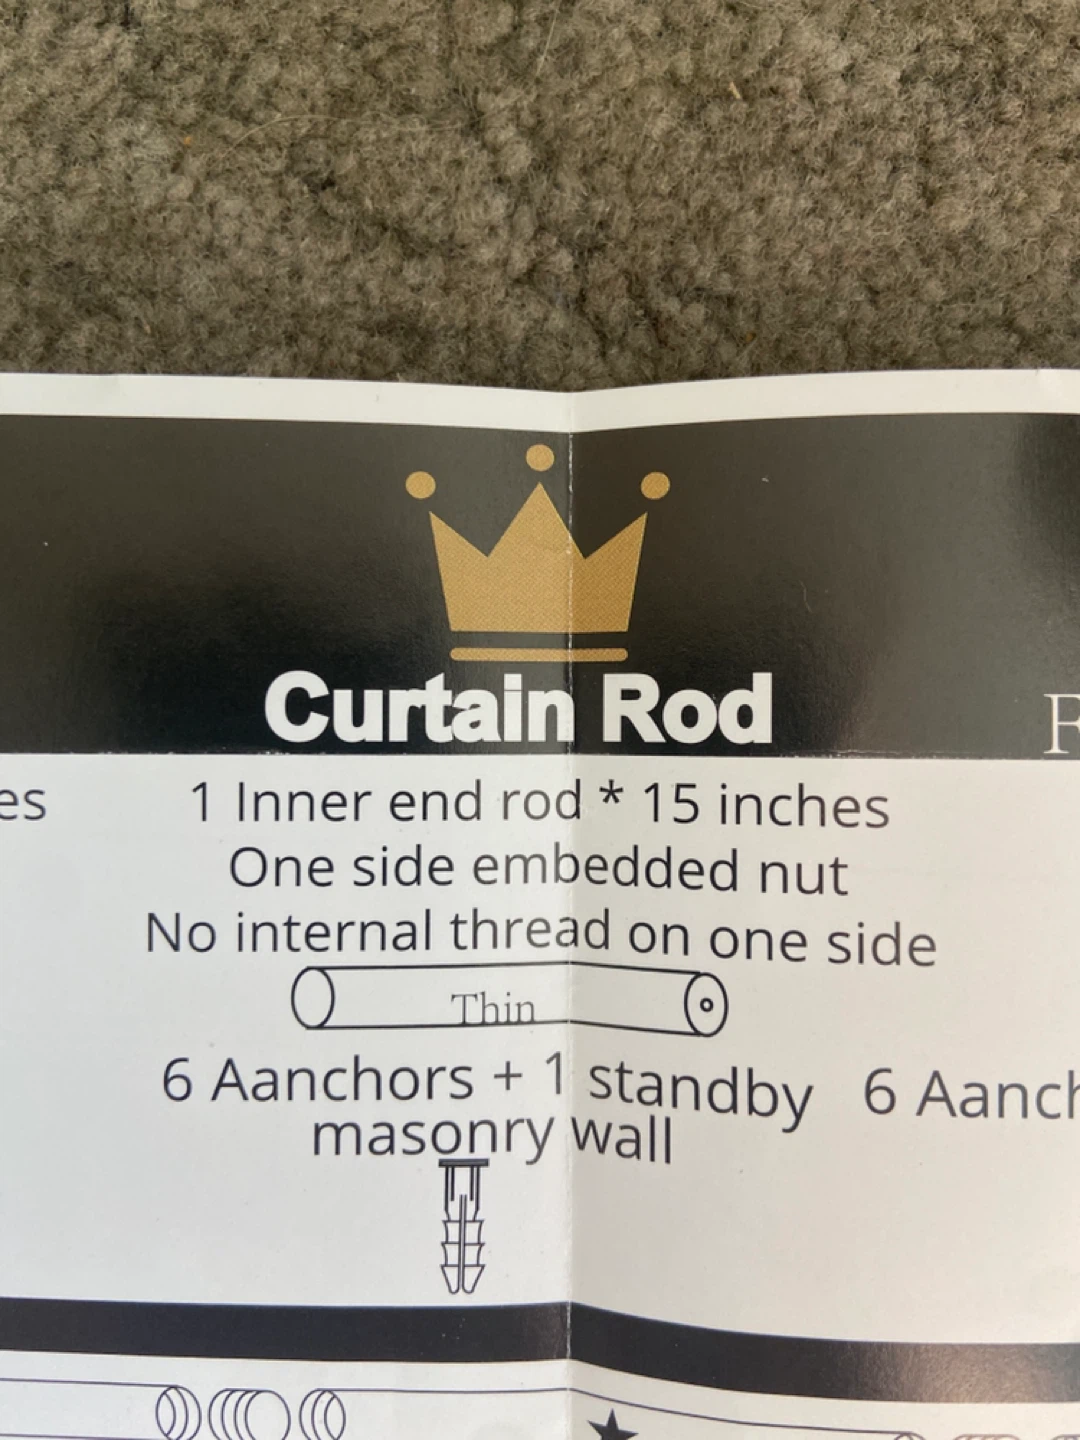 Curtain Rod
1 Inner end rod * 15 inches
One side embedded nut
No internal thread on one side
Thin
6 Aanchors + 1 standby
masonry wall